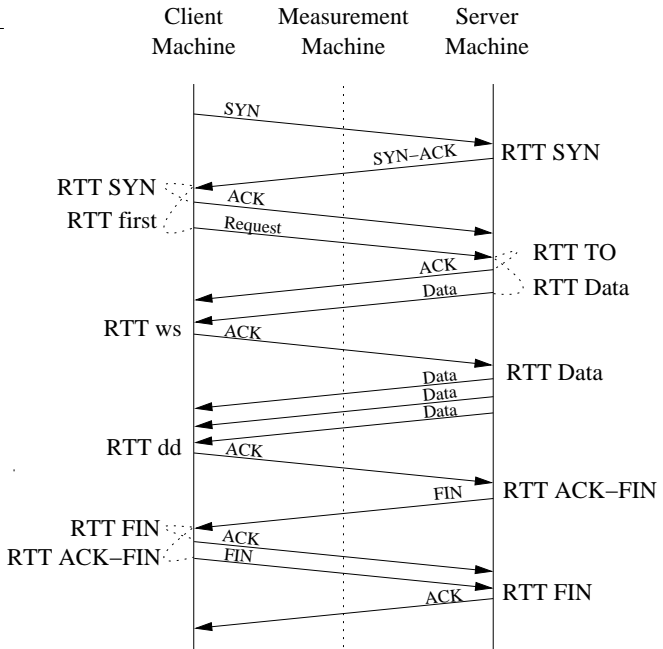 Client Machine
Measurement Machine
Server Machine
SYN
SYN−ACK
RTT SYN
RTT SYN
ACK
RTT first
Request
RTT TO
ACK
Data
RTT Data
RTT ws
ACK
RTT Data
Data
Data
Data
RTT dd
ACK
RTT ACK−FIN
FIN
RTT FIN
ACK
RTT ACK−FIN
FIN
RTT FIN
ACK